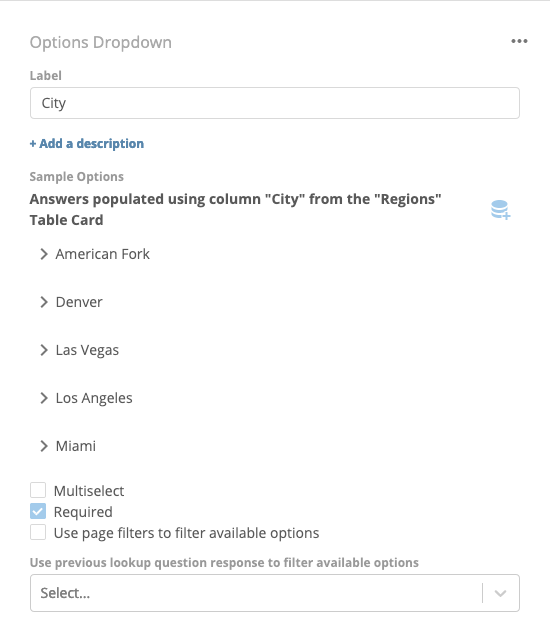 Options Dropdown
Label
City
+ Add a description
Sample Options
Answers populated using column "City" from the "Regions"
Table Card
American Fork
Denver
Las Vegas
Los Angeles
Miami
Multiselect
Required
Use page filters to filter available options
Use previous lookup question response to filter available options
Select...